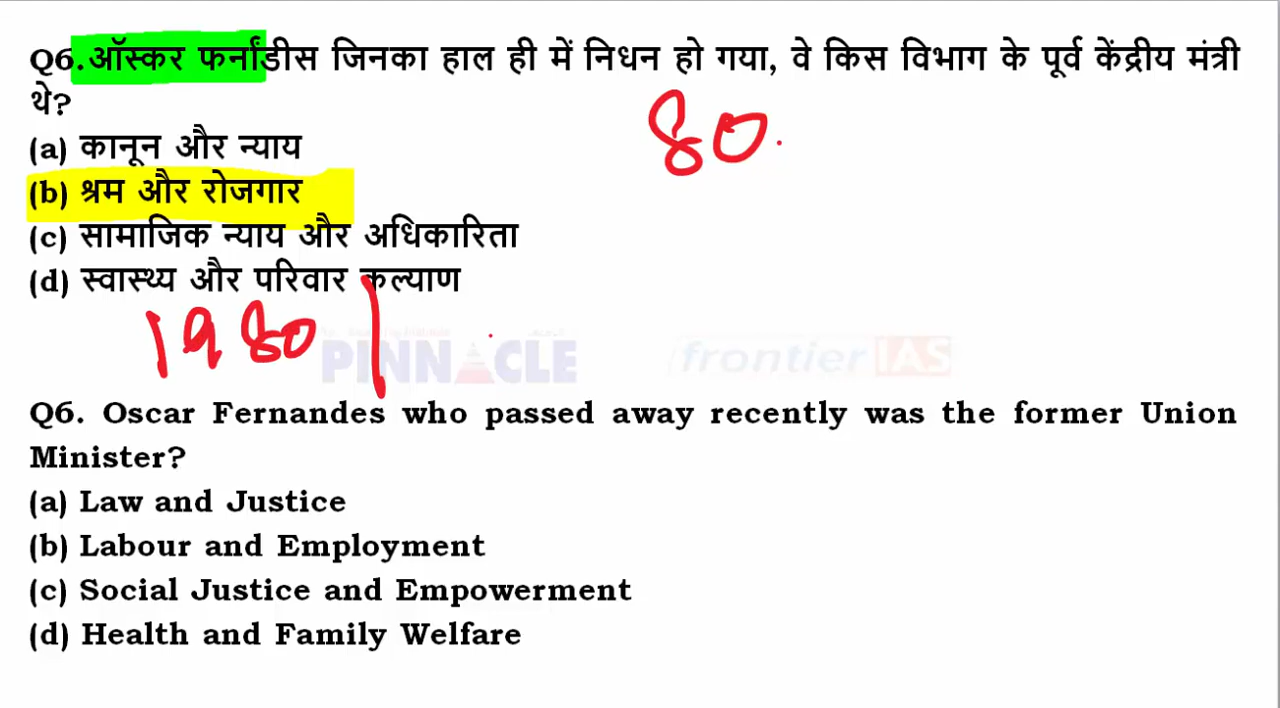 Q6.ऑस्कर फर्नांडीस जिनका हाल ही में निधन हो गया, वे किस विभाग के पूर्व केंद्रीय मंत्री
थे?
80.
(a) कानून और न्याय
(b) श्रम और रोजगार
(c) सामाजिक न्याय और अधिकारिता
(d) स्वास्थ्य और परिवार कल्याण
1980
PINNACLE frontier IAS
Q6. Oscar Fernandes who passed away recently was the former Union
Minister?
(a) Law and Justice
(b) Labour and Employment
(c) Social Justice and Empowerment
(d) Health and Family Welfare